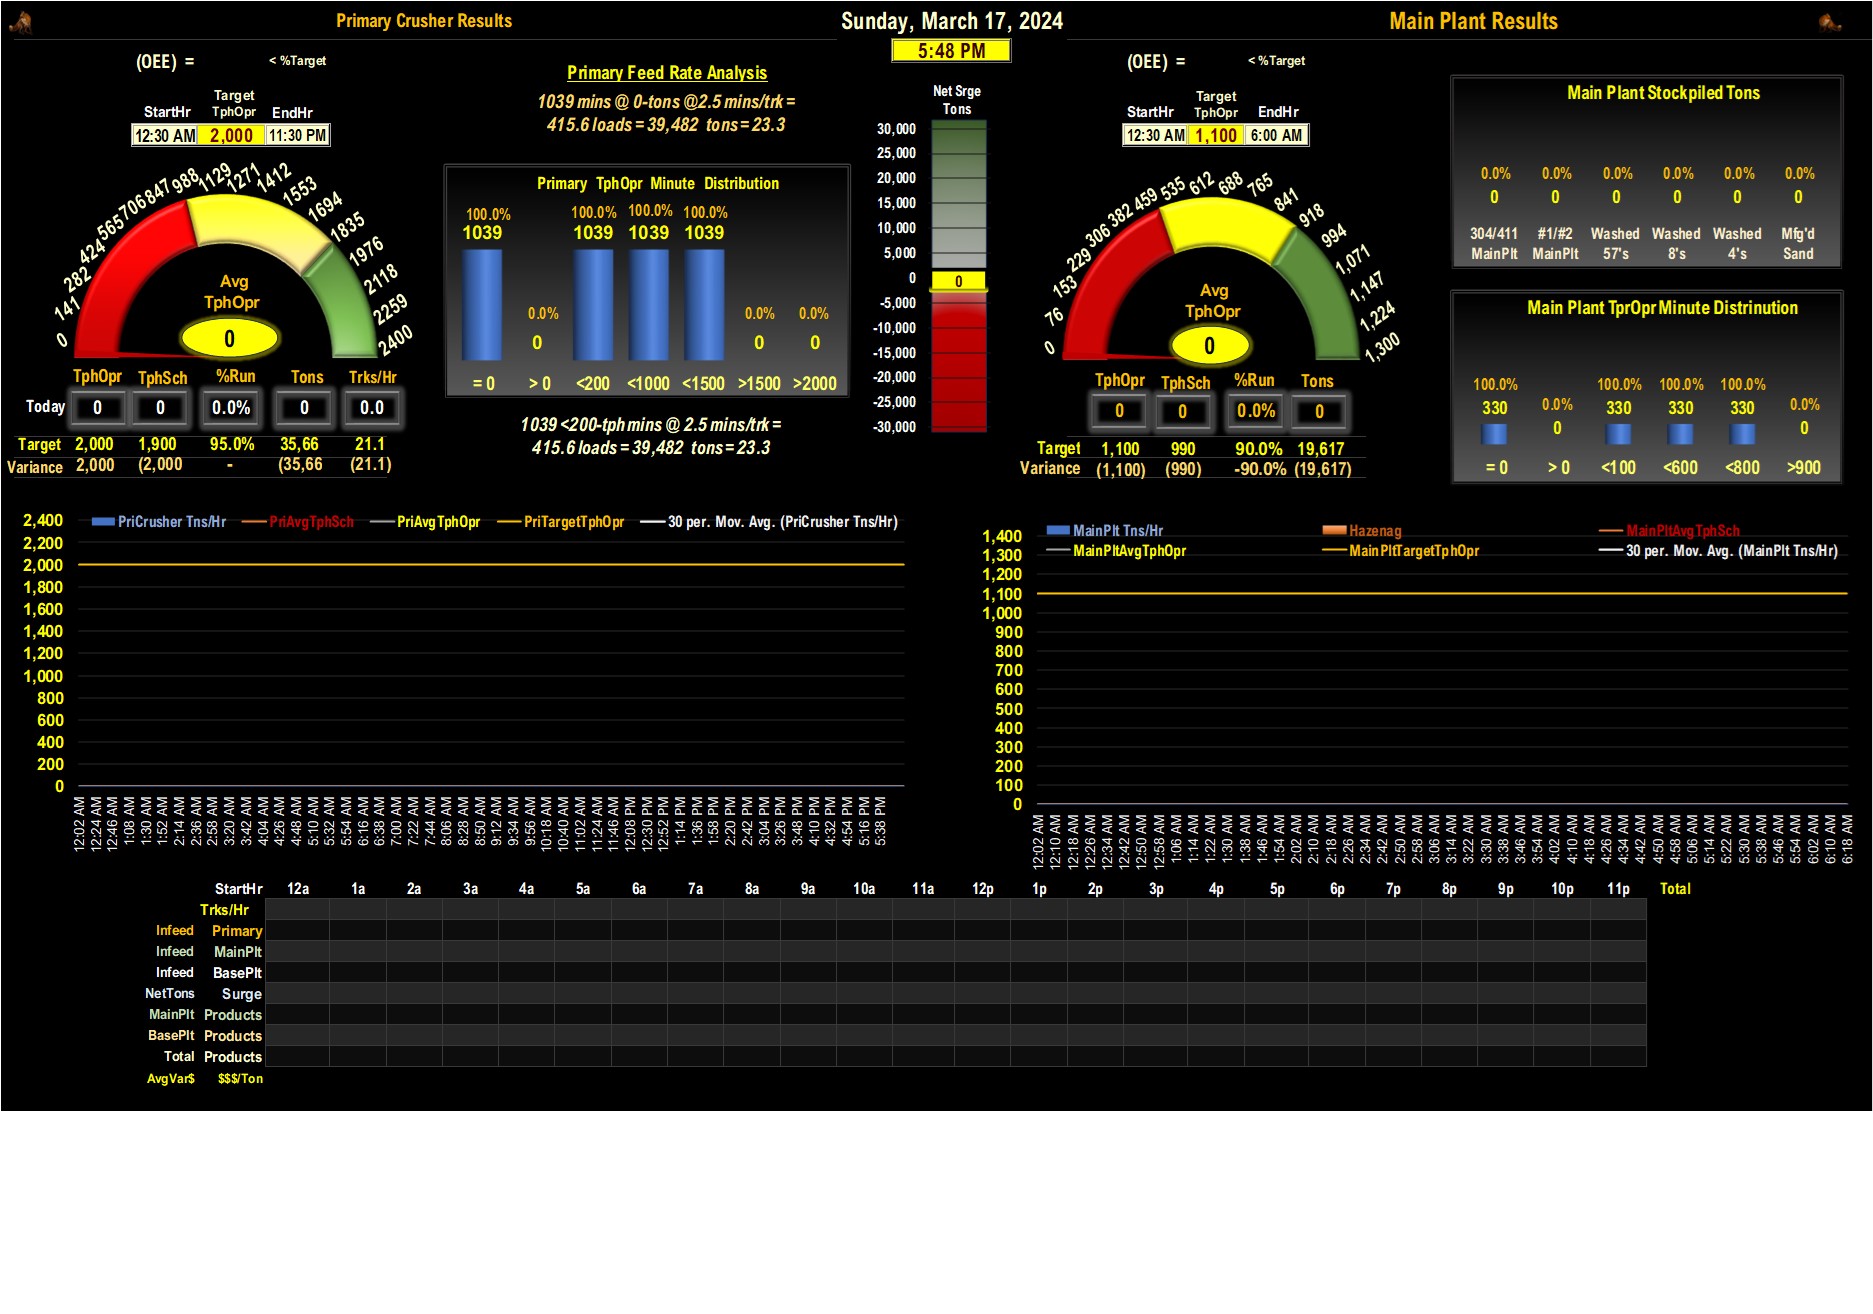 Primary Crusher Results
Sunday, March 17, 2024
Main Plant Results
5:48 PM
(OEE) =
< %Target
Target
StartHr TphOpr EndHr
12:30 AM 2,000 11:30 PM
0 141 282 424 565 706 847 988 1129 1271 1412 1553 1694 1835 1976 2118 2259 2400
Avg
TphOpr
0
TphOpr TphSch %Run Tons Trks/Hr
Today 0 0 0.0% 0 0.0
Target 2,000 1,900 95.0% 35,66 21.1
Variance 2,000 (2,000 - (35,66 (21.1)
Primary Feed Rate Analysis
1039 mins @ 0-tons @2.5 mins/trk =
415.6 loads = 39,482 tons = 23.3
Primary TphOpr Minute Distribution
100.0% 0.0% 100.0% 100.0% 100.0% 0.0% 0.0%
1039 0 1039 1039 1039 0 0
= 0 > 0 <200 <1000 <1500 >1500 >2000
1039 <200-tph mins @ 2.5 mins/trk =
415.6 loads = 39,482 tons = 23.3
Net Srge
Tons
30,000
25,000
20,000
15,000
10,000
5,000
0 0
-5,000
-10,000
-15,000
-20,000
-25,000
-30,000
(OEE) =
< %Target
Target
StartHr TphOpr EndHr
12:30 AM 1,100 6:00 AM
0 76 153 229 306 382 459 535 612 688 765 841 918 994 1,071 1,147 1,224 1,300
Avg
TphOpr
0
TphOpr TphSch %Run Tons
0 0 0.0% 0
Target 1,100 990 90.0% 19,617
Variance (1,100) (990) -90.0% (19,617)
Main Plant Stockpiled Tons
0.0% 0.0% 0.0% 0.0% 0.0% 0.0%
0 0 0 0 0 0
304/411 #1/#2 Washed Washed Washed Mfg'd
MainPlt MainPlt 57's 8's 4's Sand
Main Plant TprOpr Minute Distrinution
100.0% 0.0% 100.0% 100.0% 100.0% 0.0%
330 0 330 330 330 0
= 0 > 0 <100 <600 <800 >900
PriCrusher Tns/Hr PriAvgTphSch PriAvgTphOpr PriTargetTphOpr 30 per. Mov. Avg. (PriCrusher Tns/Hr)
2,400
2,200
2,000
1,800
1,600
1,400
1,200
1,000
800
600
400
200
0
12:02 AM 12:24 AM 12:46 AM 1:08 AM 1:30 AM 1:52 AM 2:14 AM 2:36 AM 2:58 AM 3:20 AM 3:42 AM 4:04 AM 4:26 AM 4:48 AM 5:10 AM 5:32 AM 5:54 AM 6:16 AM 6:38 AM 7:00 AM 7:22 AM 7:44 AM 8:06 AM 8:28 AM 8:50 AM 9:12 AM 9:34 AM 9:56 AM 10:18 AM 10:40 AM 11:02 AM 11:24 AM 11:46 AM 12:08 PM 12:30 PM 12:52 PM 1:14 PM 1:36 PM 1:58 PM 2:20 PM 2:42 PM 3:04 PM 3:26 PM 3:48 PM 4:10 PM 4:32 PM 4:54 PM 5:16 PM 5:38 PM
MainPlt Tns/Hr Hazenag MainPltAvgTphSch
MainPltAvgTphOpr MainPltTargetTphOpr 30 per. Mov. Avg. (MainPlt Tns/Hr)
1,400
1,300
1,200
1,100
1,000
900
800
700
600
500
400
300
200
100
0
12:02 AM 12:10 AM 12:18 AM 12:26 AM 12:34 AM 12:42 AM 12:50 AM 12:58 AM 1:06 AM 1:14 AM 1:22 AM 1:30 AM 1:38 AM 1:46 AM 1:54 AM 2:02 AM 2:10 AM 2:18 AM 2:26 AM 2:34 AM 2:42 AM 2:50 AM 2:58 AM 3:06 AM 3:14 AM 3:22 AM 3:30 AM 3:38 AM 3:46 AM 3:54 AM 4:02 AM 4:10 AM 4:18 AM 4:26 AM 4:34 AM 4:42 AM 4:50 AM 4:58 AM 5:06 AM 5:14 AM 5:22 AM 5:30 AM 5:38 AM 5:46 AM 5:54 AM 6:02 AM 6:10 AM 6:18 AM
StartHr 12a 1a 2a 3a 4a 5a 6a 7a 8a 9a 10a 11a 12p 1p 2p 3p 4p 5p 6p 7p 8p 9p 10p 11p Total
Trks/Hr
Infeed Primary
Infeed MainPlt
Infeed BasePlt
NetTons Surge
MainPlt Products
BasePlt Products
Total Products
AvgVar$ $$$/Ton